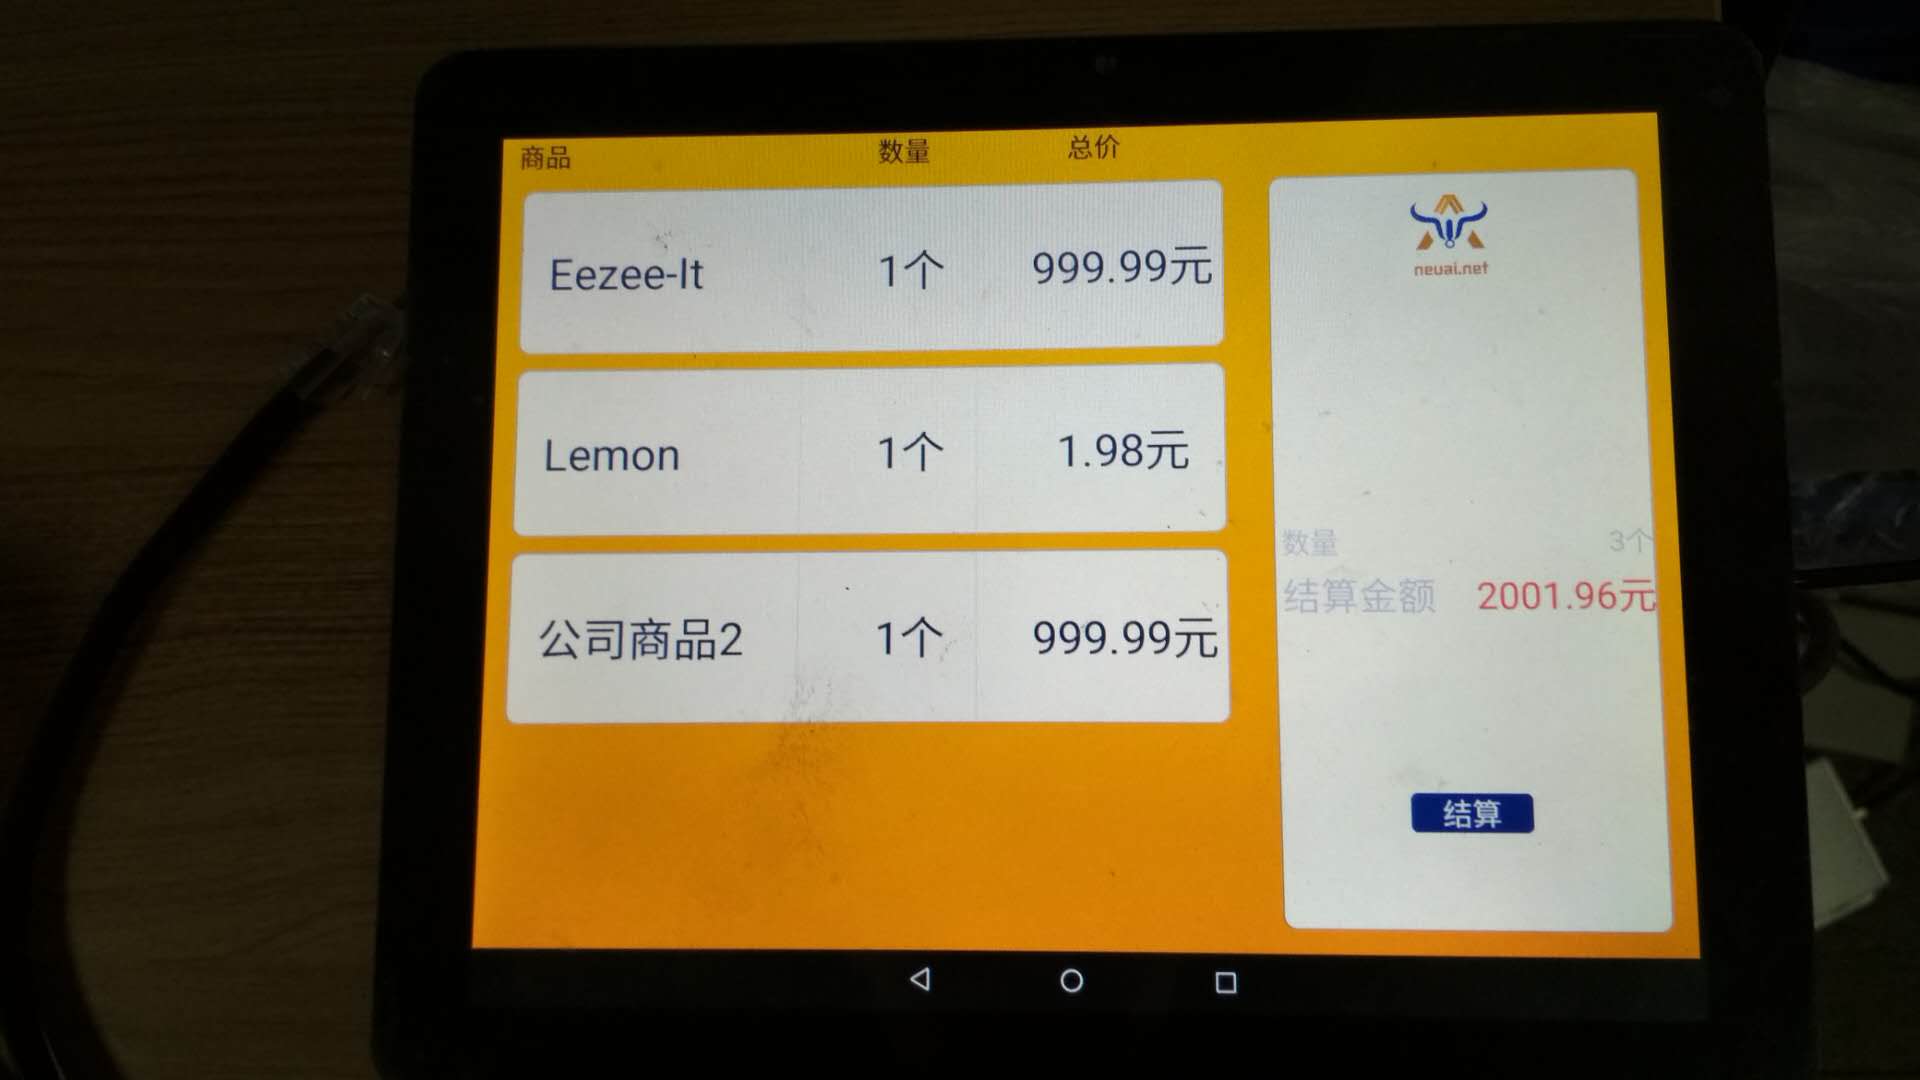 商品 数量 总价
Eezee-It 1个 999.99元
Lemon 1个 1.98元
公司商品2 1个 999.99元
neuai.net
数量 3个
结算金额 2001.96元
结算